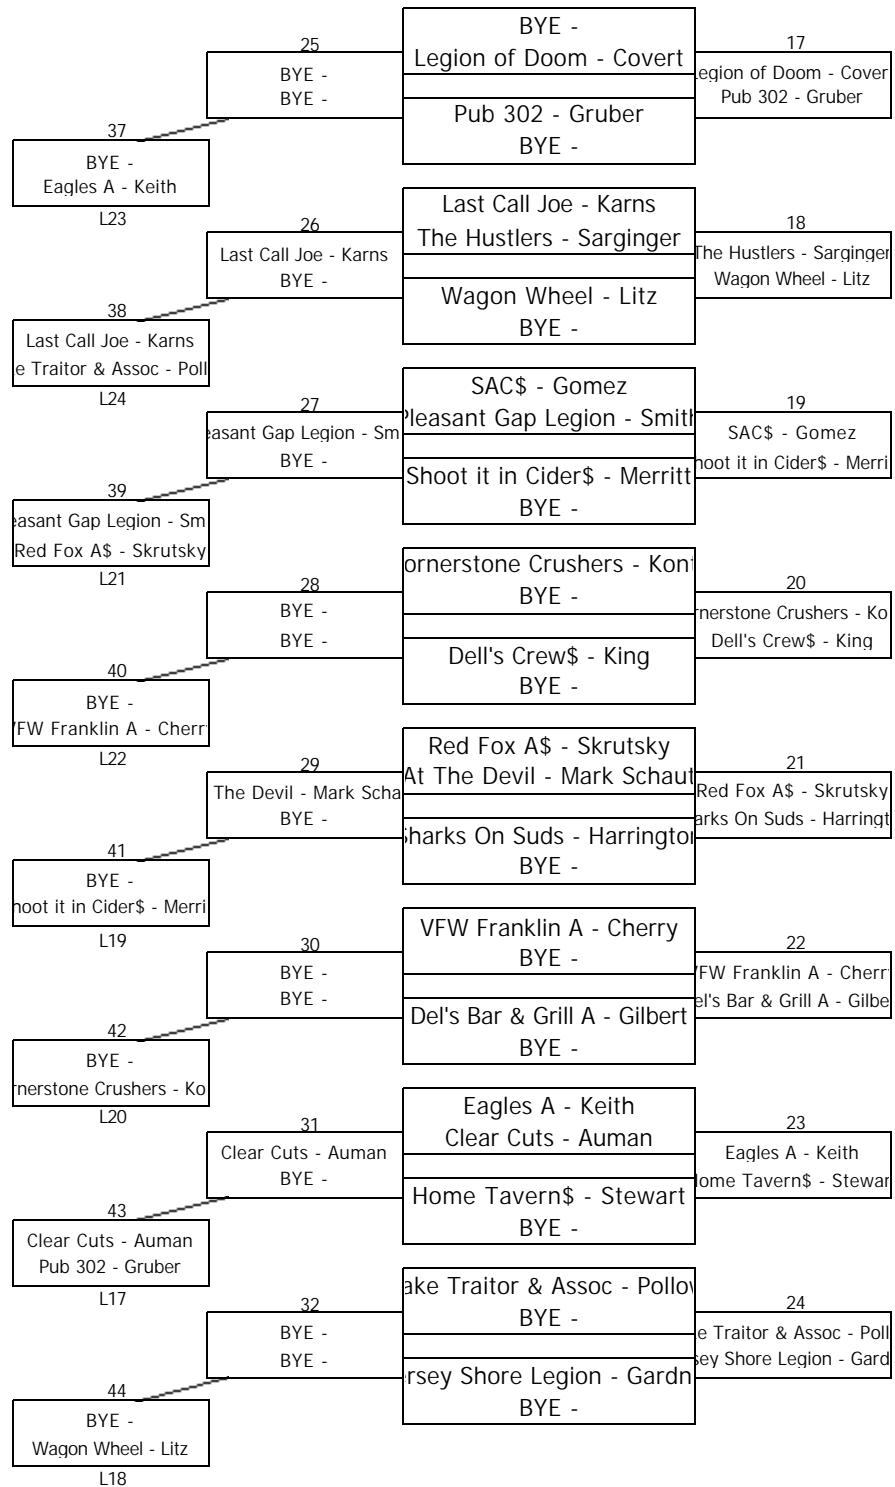 25
BYE -
BYE -
37
BYE -
Eagles A - Keith
L23
26
Last Call Joe - Karns
BYE -
38
Last Call Joe - Karns
e Traitor & Assoc - Poll
L24
27
easant Gap Legion - Sm
BYE -
39
easant Gap Legion - Sm
Red Fox A$ - Skrutsky
L21
28
BYE -
BYE -
40
BYE -
VFW Franklin A - Cherr
L22
29
The Devil - Mark Scha
BYE -
41
BYE -
hoot it in Cider$ - Merri
L19
30
BYE -
BYE -
42
BYE -
rnerstone Crushers - Ko
L20
31
Clear Cuts - Auman
BYE -
43
Clear Cuts - Auman
Pub 302 - Gruber
L17
32
BYE -
BYE -
44
BYE -
Wagon Wheel - Litz
L18
BYE -
Legion of Doom - Covert
Pub 302 - Gruber
BYE -
Last Call Joe - Karns
The Hustlers - Sarginger
Wagon Wheel - Litz
BYE -
SAC$ - Gomez
Pleasant Gap Legion - Smith
Shoot it in Cider$ - Merritt
BYE -
ornerstone Crushers - Kont
BYE -
Dell's Crew$ - King
BYE -
Red Fox A$ - Skrutsky
At The Devil - Mark Schaut
Sharks On Suds - Harrington
BYE -
VFW Franklin A - Cherry
BYE -
Del's Bar & Grill A - Gilbert
BYE -
Eagles A - Keith
Clear Cuts - Auman
Home Tavern$ - Stewart
BYE -
ake Traitor & Assoc - Pollov
BYE -
rsey Shore Legion - Gardn
BYE -
17
Legion of Doom - Cover
Pub 302 - Gruber
18
The Hustlers - Sarginger
Wagon Wheel - Litz
19
SAC$ - Gomez
hoot it in Cider$ - Merri
20
rnerstone Crushers - Ko
Dell's Crew$ - King
21
Red Fox A$ - Skrutsky
arks On Suds - Harringt
22
VFW Franklin A - Cherr
el's Bar & Grill A - Gilbe
23
Eagles A - Keith
Home Tavern$ - Stewar
24
e Traitor & Assoc - Poll
sey Shore Legion - Gard